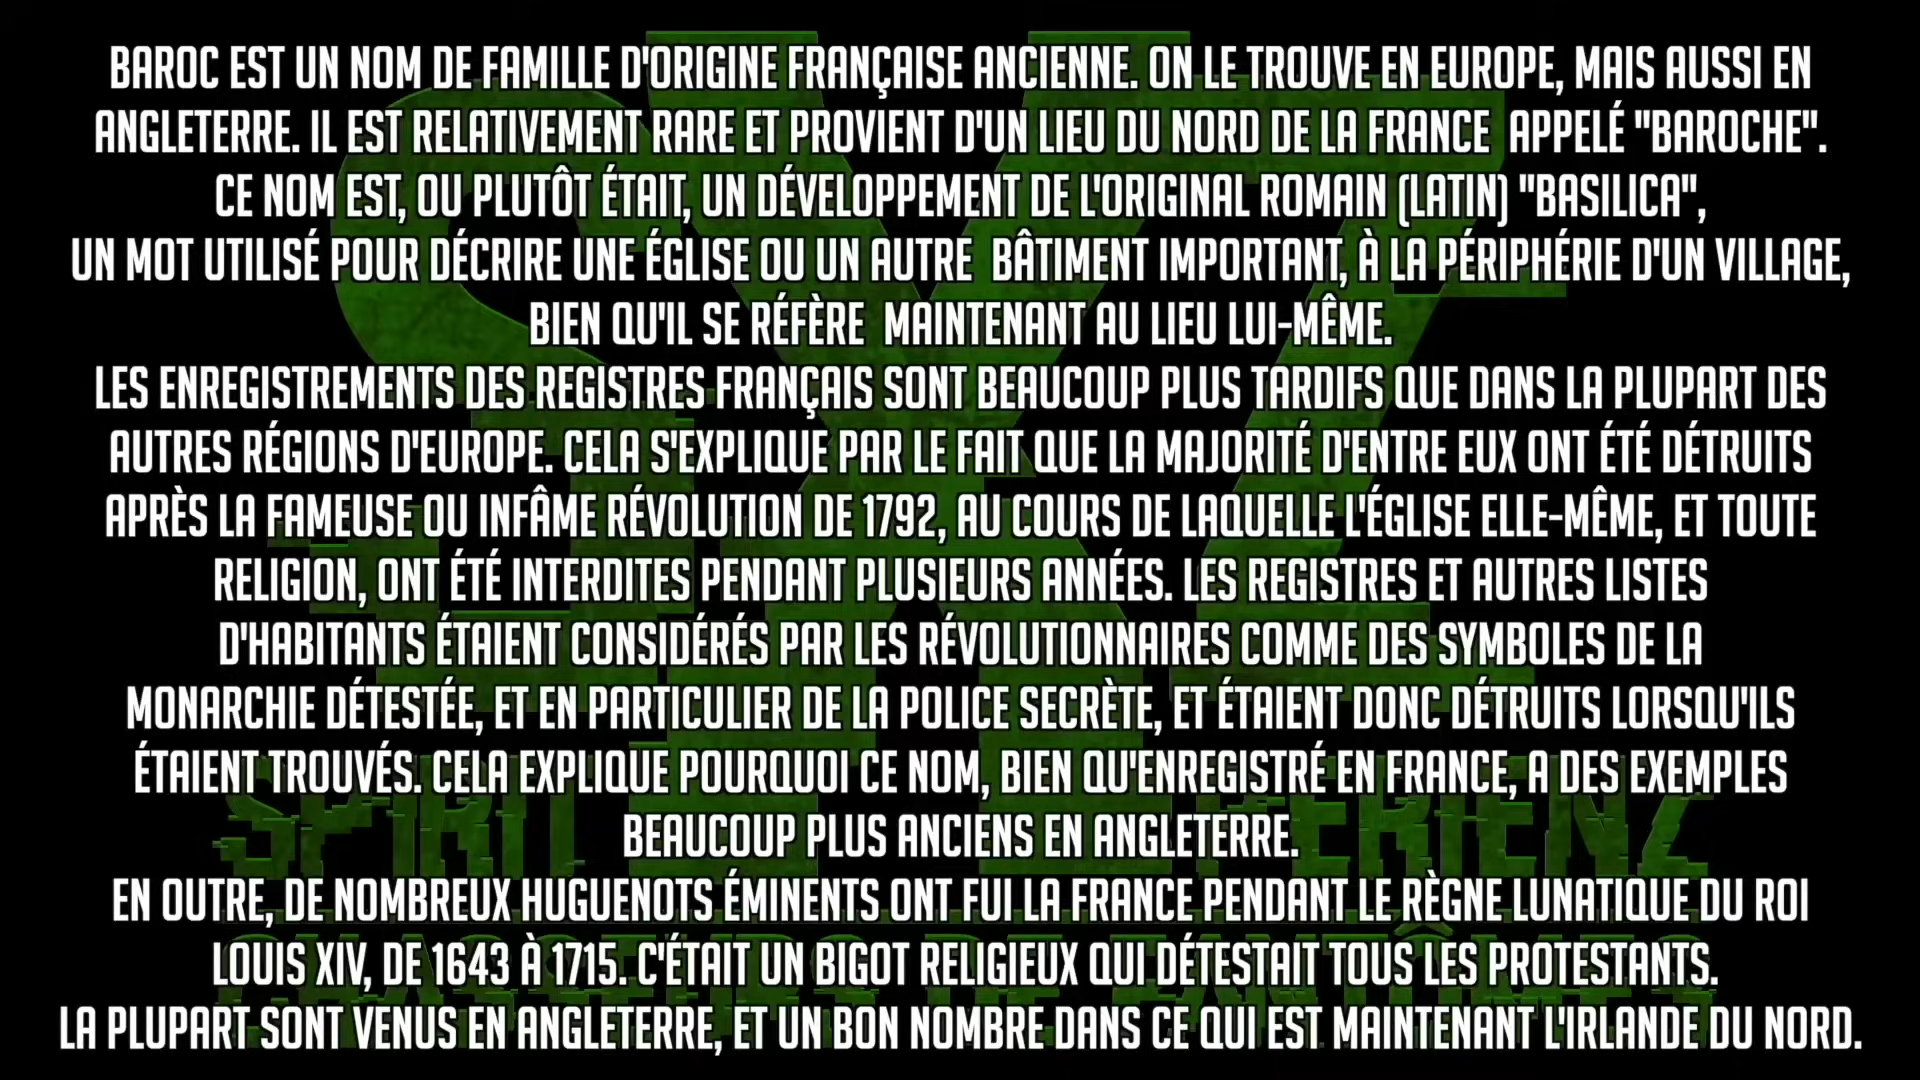 BAROC EST UN NOM DE FAMILLE D'ORIGINE FRANÇAISE ANCIENNE. ON LE TROUVE EN EUROPE, MAIS AUSSI EN
ANGLETERRE. IL EST RELATIVEMENT RARE ET PROVIENT D'UN LIEU DU NORD DE LA FRANCE APPELÉ "BAROCHE".
CE NOM EST, OU PLUTÔT ÉTAIT, UN DÉVELOPPEMENT DE L'ORIGINAL ROMAIN (LATIN) "BASILICA",
UN MOT UTILISÉ POUR DÉCRIRE UNE ÉGLISE OU UN AUTRE BÂTIMENT IMPORTANT, À LA PÉRIPHÉRIE D'UN VILLAGE,
BIEN QU'IL SE RÉFÈRE MAINTENANT AU LIEU LUI-MÊME.
LES ENREGISTREMENTS DES REGISTRES FRANÇAIS SONT BEAUCOUP PLUS TARDIFS QUE DANS LA PLUPART DES
AUTRES RÉGIONS D'EUROPE. CELA S'EXPLIQUE PAR LE FAIT QUE LA MAJORITÉ D'ENTRE EUX ONT ÉTÉ DÉTRUITS
APRÈS LA FAMEUSE OU INFÂME RÉVOLUTION DE 1792, AU COURS DE LAQUELLE L'ÉGLISE ELLE-MÊME, ET TOUTE
RELIGION, ONT ÉTÉ INTERDITES PENDANT PLUSIEURS ANNÉES. LES REGISTRES ET AUTRES LISTES
D'HABITANTS ÉTAIENT CONSIDÉRÉS PAR LES RÉVOLUTIONNAIRES COMME DES SYMBOLES DE LA
MONARCHIE DÉTESTÉE, ET EN PARTICULIER DE LA POLICE SECRÈTE, ET ÉTAIENT DONC DÉTRUITS LORSQU'ILS
ÉTAIENT TROUVÉS. CELA EXPLIQUE POURQUOI CE NOM, BIEN QU'ENREGISTRÉ EN FRANCE, A DES EXEMPLES
BEAUCOUP PLUS ANCIENS EN ANGLETERRE.
EN OUTRE, DE NOMBREUX HUGUENOTS ÉMINENTS ONT FUI LA FRANCE PENDANT LE RÈGNE LUNATIQUE DU ROI
LOUIS XIV, DE 1643 À 1715. C'ÉTAIT UN BIGOT RELIGIEUX QUI DÉTESTAIT TOUS LES PROTESTANTS.
LA PLUPART SONT VENUS EN ANGLETERRE, ET UN BON NOMBRE DANS CE QUI EST MAINTENANT L'IRLANDE DU NORD.